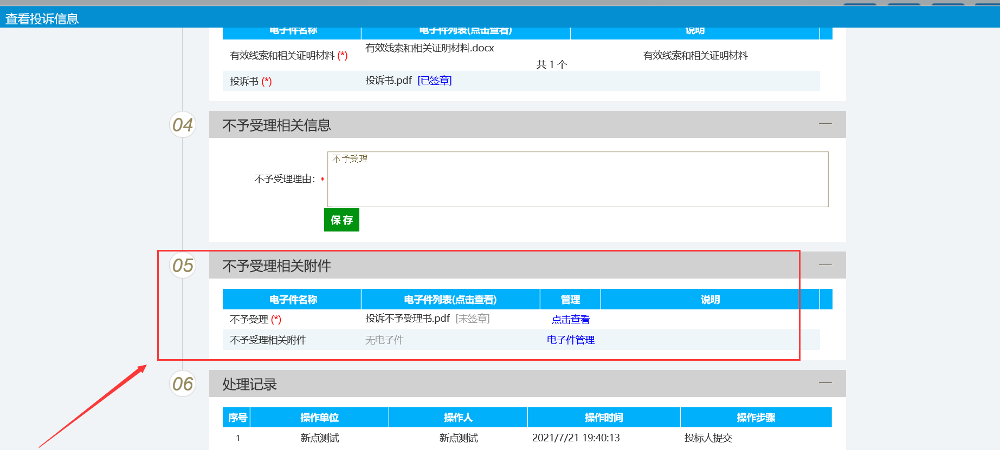 查看投诉信息
电子件名称 电子件列表(点击查看) 说明
有效线索和相关证明材料 (*) 有效线索和相关证明材料.docx 有效线索和相关证明材料
共 1 个
投诉书 (*) 投诉书.pdf [已签章]
04 不予受理相关信息
不予受理
不予受理理由：*
保 存
05 不予受理相关附件
电子件名称 电子件列表(点击查看) 管理 说明
不予受理 (*) 投诉不予受理书.pdf [未签章] 点击查看
不予受理相关附件 无电子件 电子件管理
06 处理记录
序号 操作单位 操作人 操作时间 操作步骤
1 新点测试 新点测试 2021/7/21 19:40:13 投标人提交